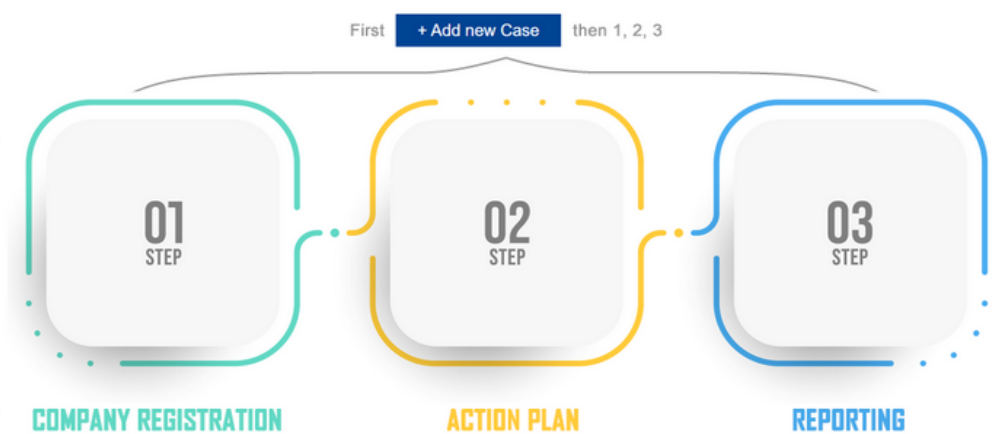 First + Add new Case then 1, 2, 3
01
STEP
02
STEP
03
STEP
COMPANY REGISTRATION
ACTION PLAN
REPORTING